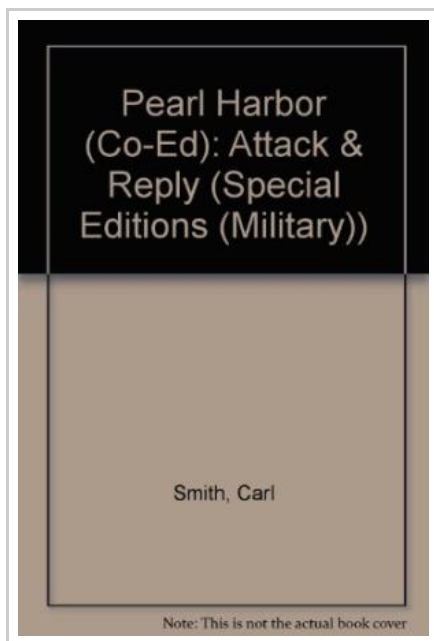 Pearl Harbor
(Co-Ed): Attack &
Reply (Special
Editions (Military))
Smith, Carl
Note: This is not the actual book cover